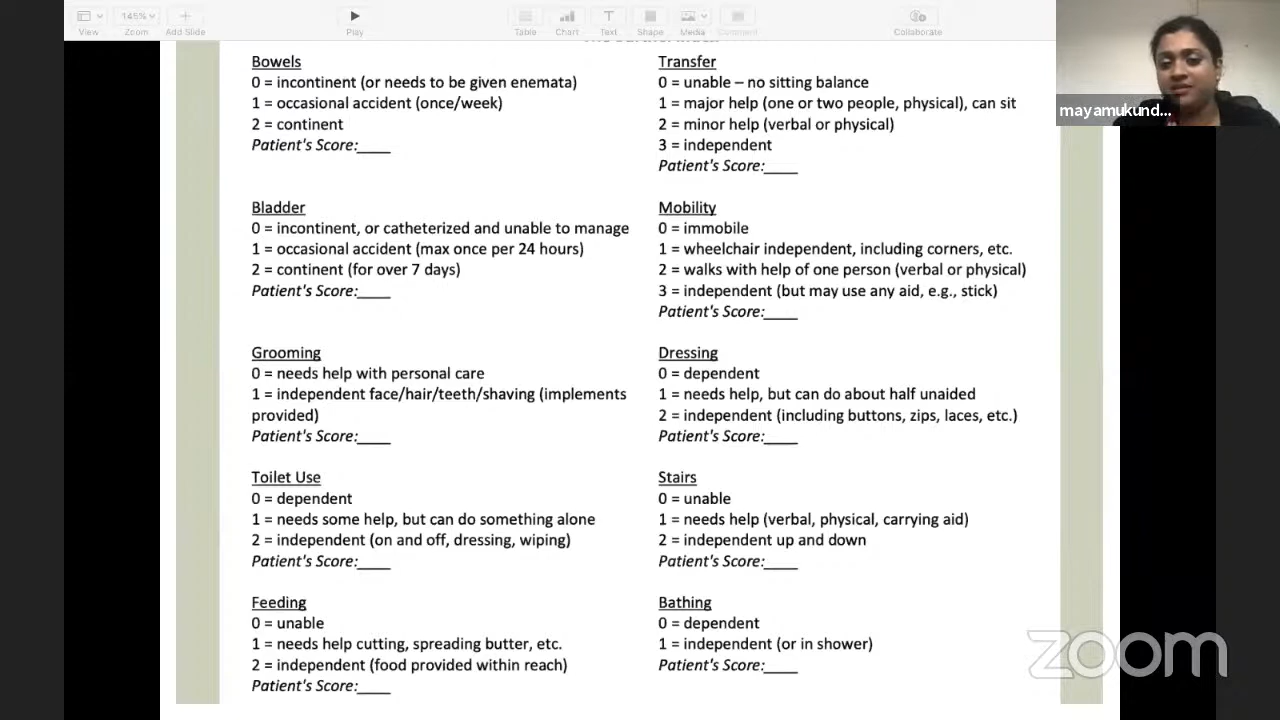 145%
View
Zoom
Add Slide
Play
Table
Chart
Text
Shape
Media
Comment
Collaborate
mayamukund...
Bowels
0 = incontinent (or needs to be given enemata)
1 = occasional accident (once/week)
2 = continent
Patient's Score:____
Bladder
0 = incontinent, or catheterized and unable to manage
1 = occasional accident (max once per 24 hours)
2 = continent (for over 7 days)
Patient's Score:____
Grooming
0 = needs help with personal care
1 = independent face/hair/teeth/shaving (implements
provided)
Patient's Score:____
Toilet Use
0 = dependent
1 = needs some help, but can do something alone
2 = independent (on and off, dressing, wiping)
Patient's Score:____
Feeding
0 = unable
1 = needs help cutting, spreading butter, etc.
2 = independent (food provided within reach)
Patient's Score:____
Transfer
0 = unable – no sitting balance
1 = major help (one or two people, physical), can sit
2 = minor help (verbal or physical)
3 = independent
Patient's Score:____
Mobility
0 = immobile
1 = wheelchair independent, including corners, etc.
2 = walks with help of one person (verbal or physical)
3 = independent (but may use any aid, e.g., stick)
Patient's Score:____
Dressing
0 = dependent
1 = needs help, but can do about half unaided
2 = independent (including buttons, zips, laces, etc.)
Patient's Score:____
Stairs
0 = unable
1 = needs help (verbal, physical, carrying aid)
2 = independent up and down
Patient's Score:____
Bathing
0 = dependent
1 = independent (or in shower)
Patient's Score:____
zoom